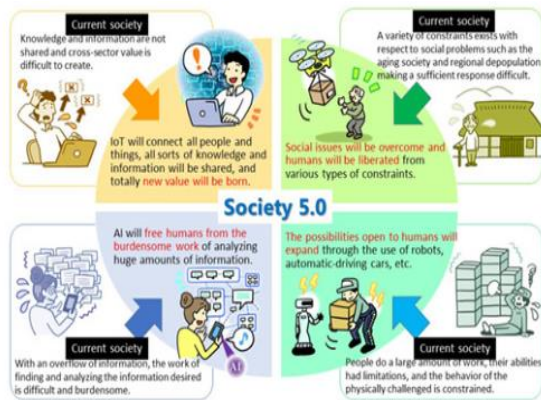 Current society
Knowledge and information are not
shared and cross-sector value is
difficult to create.
IoT will connect all people and
things, all sorts of knowledge and
information will be shared, and
totally new value will be born.
Current society
A variety of constraints exists with
respect to social problems such as the
aging society and regional depopulation
making a sufficient response difficult.
Social issues will be overcome and
humans will be liberated from
various types of constraints.
Society 5.0
AI will free humans from the
burdensome work of analyzing
huge amounts of information.
AI
Current society
With an overflow of information, the work of
finding and analyzing the information desired
is difficult and burdensome.
The possibilities open to humans will
expand through the use of robots,
automatic-driving cars, etc.
Current society
People do a large amount of work, their abilities
had limitations, and the behavior of the
physically challenged is constrained.